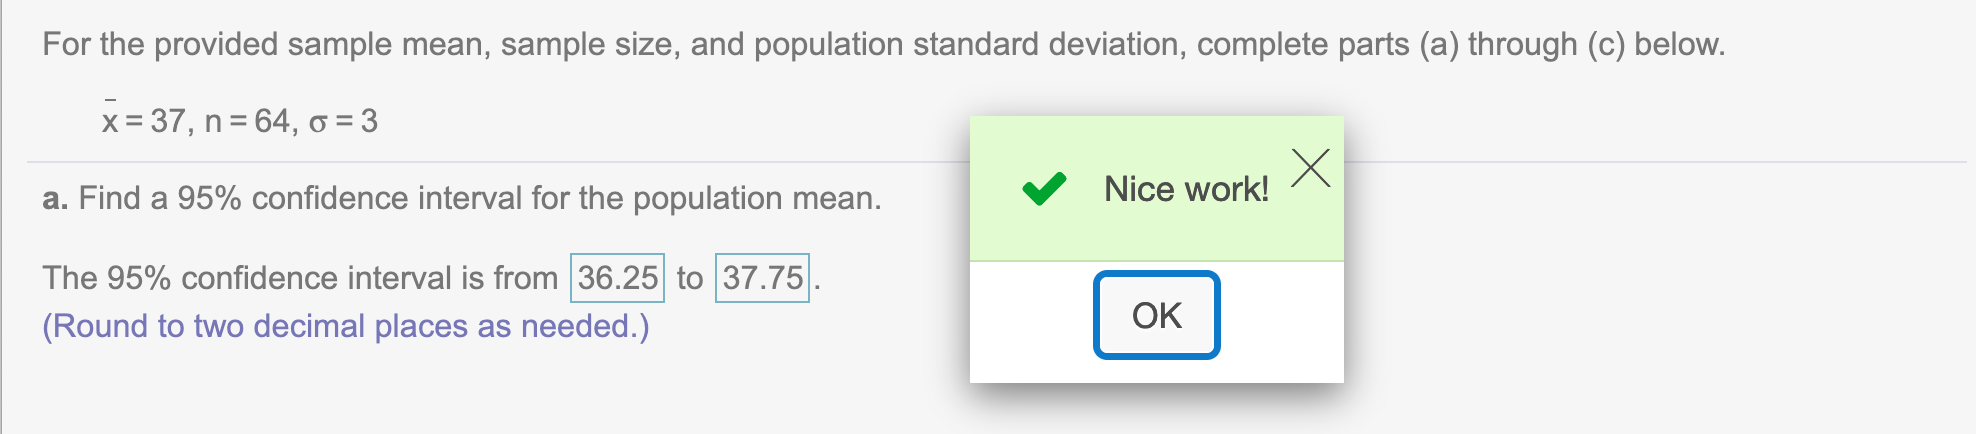 For the provided sample mean, sample size, and population standard deviation, complete parts (a) through (c) below.
x̄ = 37, n = 64, σ = 3
a. Find a 95% confidence interval for the population mean.
The 95% confidence interval is from 36.25 to 37.75.
(Round to two decimal places as needed.)
Nice work!
OK